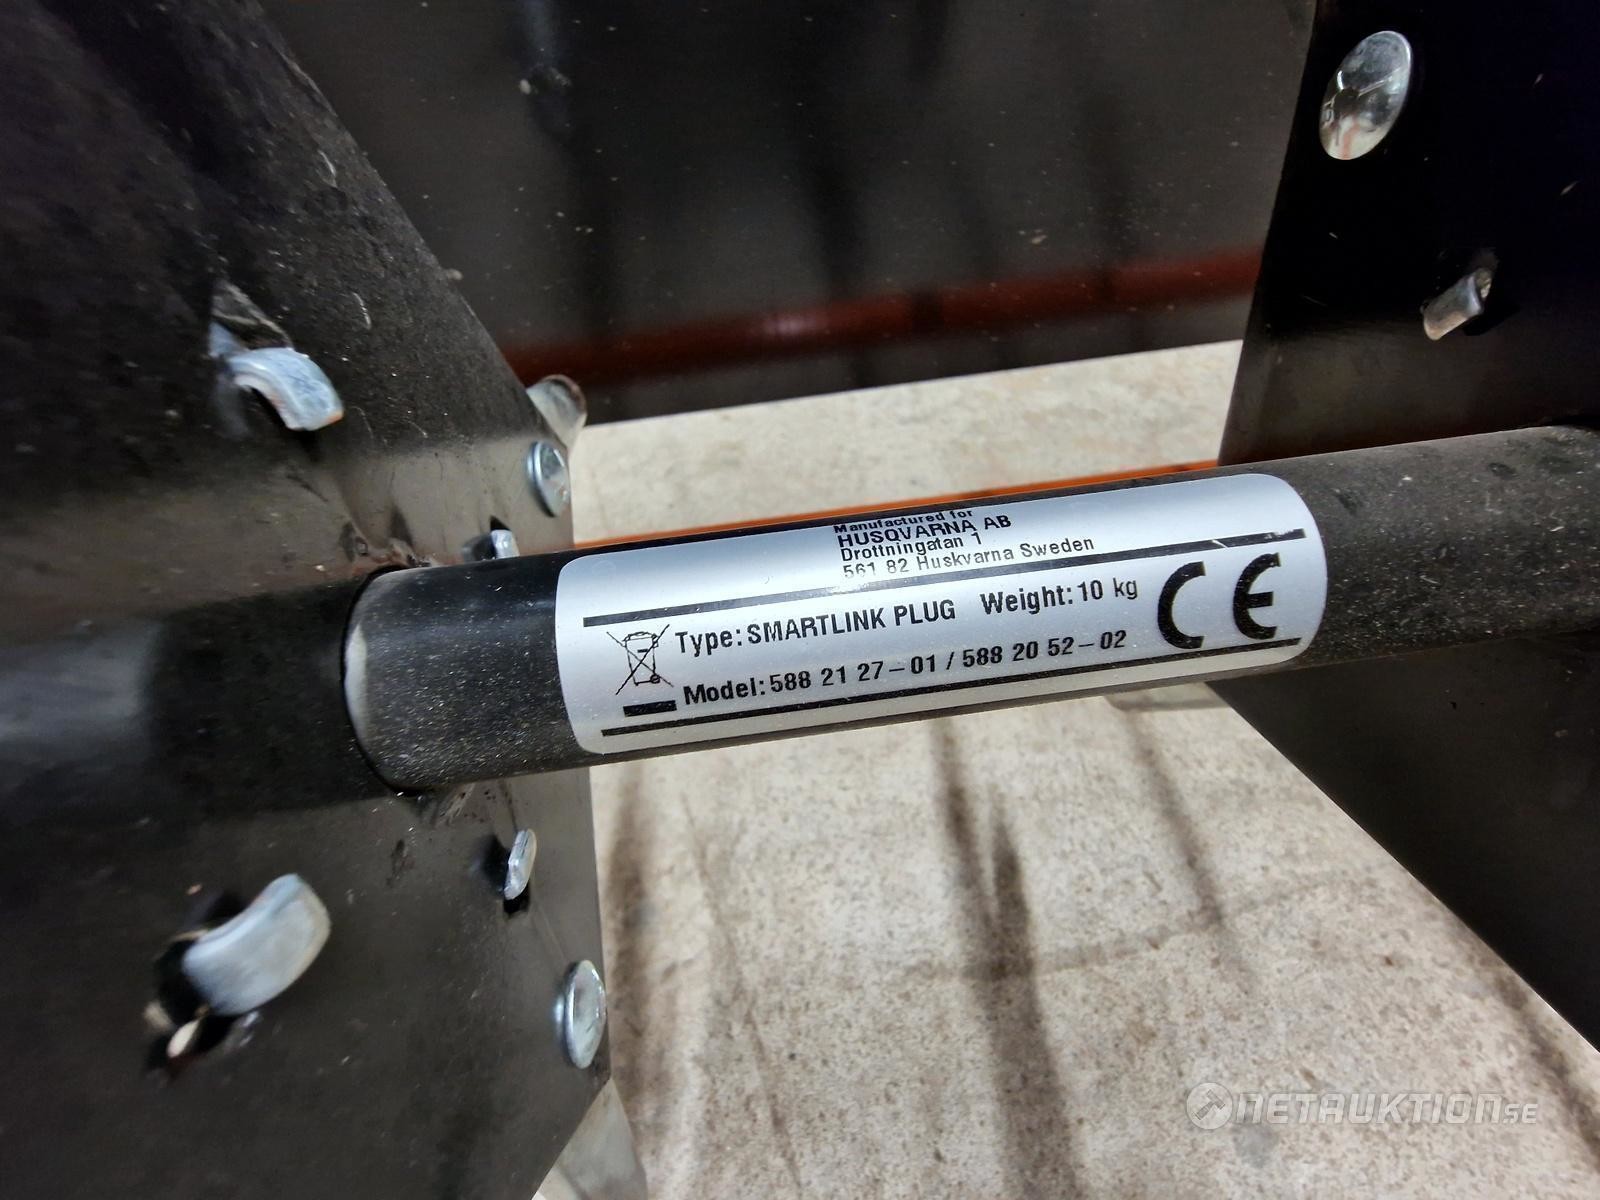 Manufactured for
HUSQVARNA AB
Drottningatan 1
561 82 Huskvarna Sweden
Type: SMARTLINK PLUG Weight: 10 kg
Model: 588 21 27-01 / 588 20 52-02
CE
NETAUKTION.SE